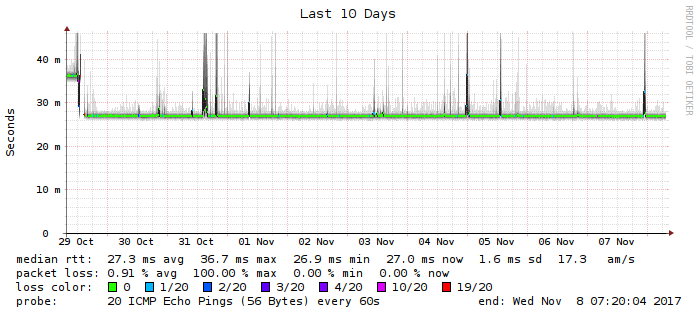 Last 10 Days
RRDTOOL / TOBI OETIKER
Seconds
40 m
30 m
20 m
10 m
0
29 Oct 30 Oct 31 Oct 01 Nov 02 Nov 03 Nov 04 Nov 05 Nov 06 Nov 07 Nov
median rtt: 27.3 ms avg 36.7 ms max 26.9 ms min 27.0 ms now 1.6 ms sd 17.3 am/s
packet loss: 0.91 % avg 100.00 % max 0.00 % min 0.00 % now
loss color: 0 1/20 2/20 3/20 4/20 10/20 19/20
probe: 20 ICMP Echo Pings (56 Bytes) every 60s end: Wed Nov 8 07:20:04 2017